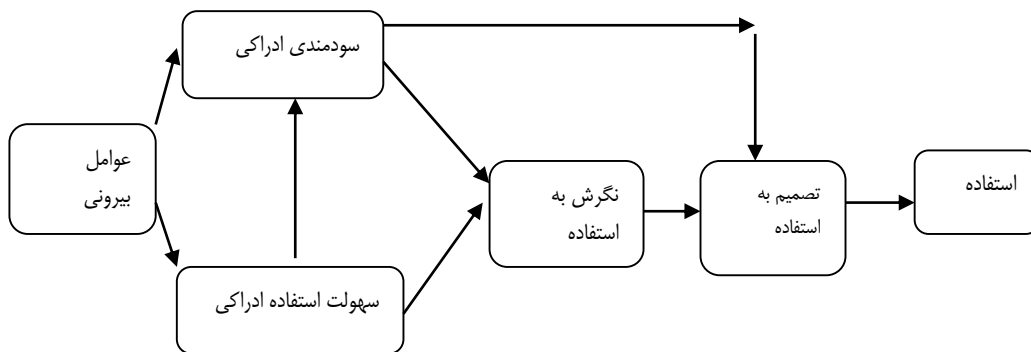 سودمندی ادراکی
عوامل
بیرونی
نگرش به
استفاده
تصمیم به
استفاده
استفاده
سهولت استفاده ادراکی